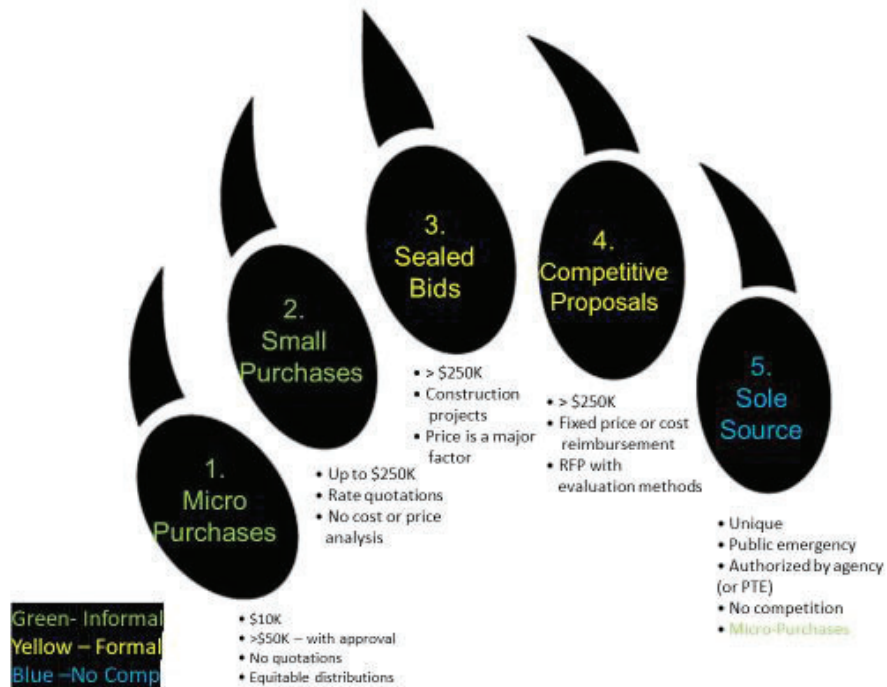 1.
Micro
Purchases
• $10K
• >$50K – with approval
• No quotations
• Equitable distributions
2.
Small
Purchases
• Up to $250K
• Rate quotations
• No cost or price
analysis
3.
Sealed
Bids
• > $250K
• Construction
projects
• Price is a major
factor
4.
Competitive
Proposals
• > $250K
• Fixed price or cost
reimbursement
• RFP with
evaluation methods
5.
Sole
Source
• Unique
• Public emergency
• Authorized by agency
(or PTE)
• No competition
• Micro-Purchases
Green- Informal
Yellow – Formal
Blue –No Comp